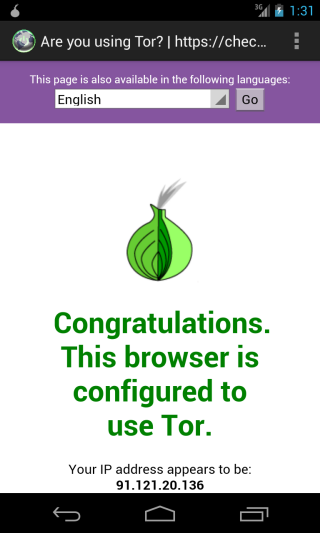 3G 1:31
Are you using Tor? | https://chec...
This page is also available in the following languages:
English Go
Congratulations.
This browser is
configured to
use Tor.
Your IP address appears to be:
91.121.20.136